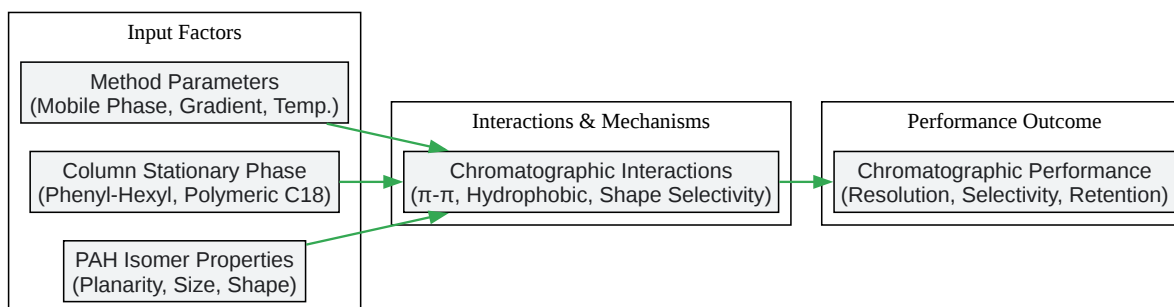 Input Factors
Method Parameters
(Mobile Phase, Gradient, Temp.)
Column Stationary Phase
(Phenyl-Hexyl, Polymeric C18)
PAH Isomer Properties
(Planarity, Size, Shape)
Interactions & Mechanisms
Chromatographic Interactions
(π-π, Hydrophobic, Shape Selectivity)
Performance Outcome
Chromatographic Performance
(Resolution, Selectivity, Retention)